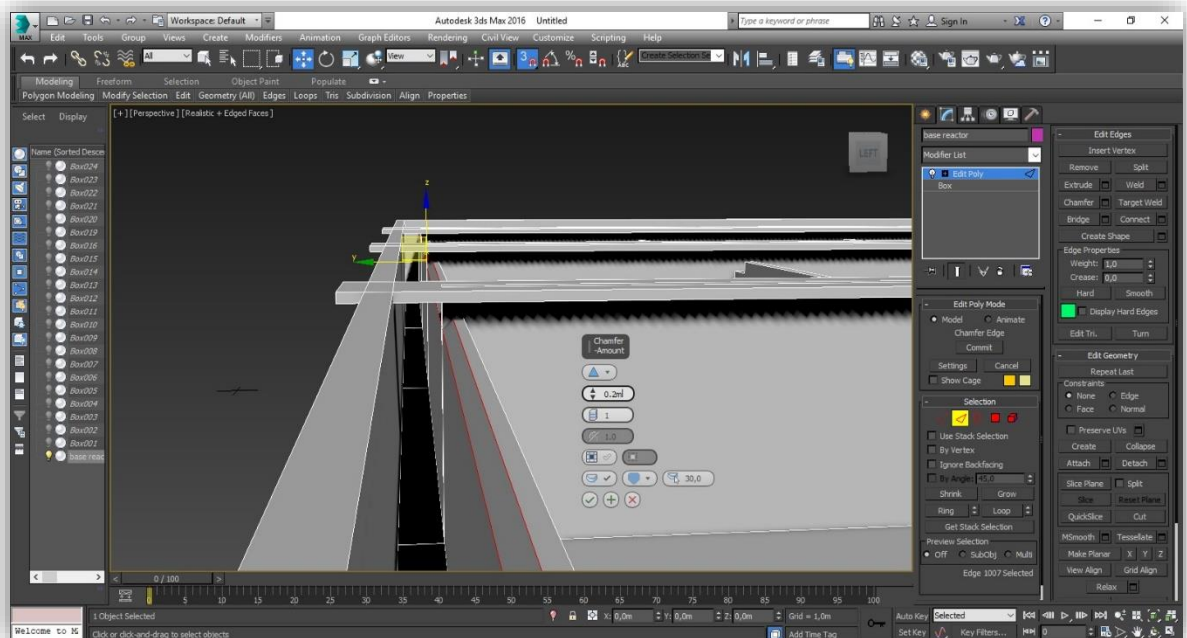 Workspace: Default
Autodesk 3ds Max 2016 Untitled
Type a keyword or phrase
Sign In
MAX
Edit Tools Group Views Create Modifiers Animation Graph Editors Rendering Civil View Customize Scripting Help
All
View
3
Create Selection Se
Modeling Freeform Selection Object Paint Populate
Polygon Modeling Modify Selection Edit Geometry (All) Edges Loops Tris Subdivision Align Properties
Select Display
Name (Sorted Descen
Box024
Box023
Box022
Box021
Box020
Box019
Box016
Box015
Box014
Box013
Box012
Box011
Box010
Box009
Box008
Box007
Box006
Box005
Box004
Box003
Box002
Box001
base reac
[+] [Perspective] [Realistic + Edged Faces]
LEFT
z
y
Chamfer
-Amount
0.2ml
1
1.0
30,0
base reactor
Modifier List
Edit Poly
Box
Edit Poly Mode
Model Animate
Chamfer Edge
Commit
Settings Cancel
Show Cage
Selection
Use Stack Selection
By Vertex
Ignore Backfacing
By Angle: 45,0
Shrink Grow
Ring Loop
Get Stack Selection
Preview Selection
Off SubObj Multi
Edge 1007 Selected
Edit Edges
Insert Vertex
Remove Split
Extrude Weld
Chamfer Target Weld
Bridge Connect
Create Shape
Edge Properties
Weight: 1,0
Crease: 0,0
Hard Smooth
Display Hard Edges
Edit Tri. Turn
Edit Geometry
Repeat Last
Constraints
None Edge
Face Normal
Preserve UVs
Create Collapse
Attach Detach
Slice Plane Split
Slice Reset Plane
QuickSlice Cut
MSmooth Tessellate
Make Planar X Y Z
View Align Grid Align
Relax
0 / 100
0 5 10 15 20 25 30 35 40 45 50 55 60 65 70 75 80 85 90 95 100
1 Object Selected
X: 0,0m Y: 0,0m Z: 0,0m Grid = 1,0m
Auto Key Selected
Welcome to M
Click or click-and-drag to select objects
Add Time Tag
Set Key Key Filters... 0